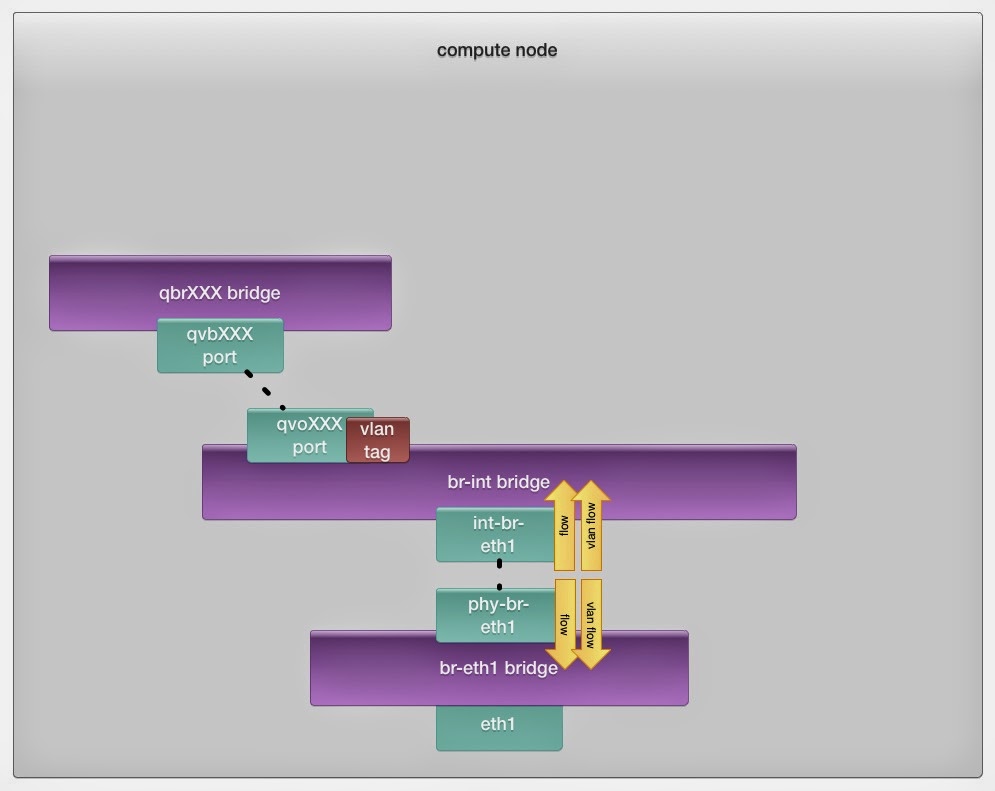 compute node
qbrXXX bridge
qvbXXX
port
qvoXXX
port
vlan
tag
br-int bridge
int-br-
eth1
flow
vlan flow
phy-br-
eth1
flow
vlan flow
br-eth1 bridge
eth1